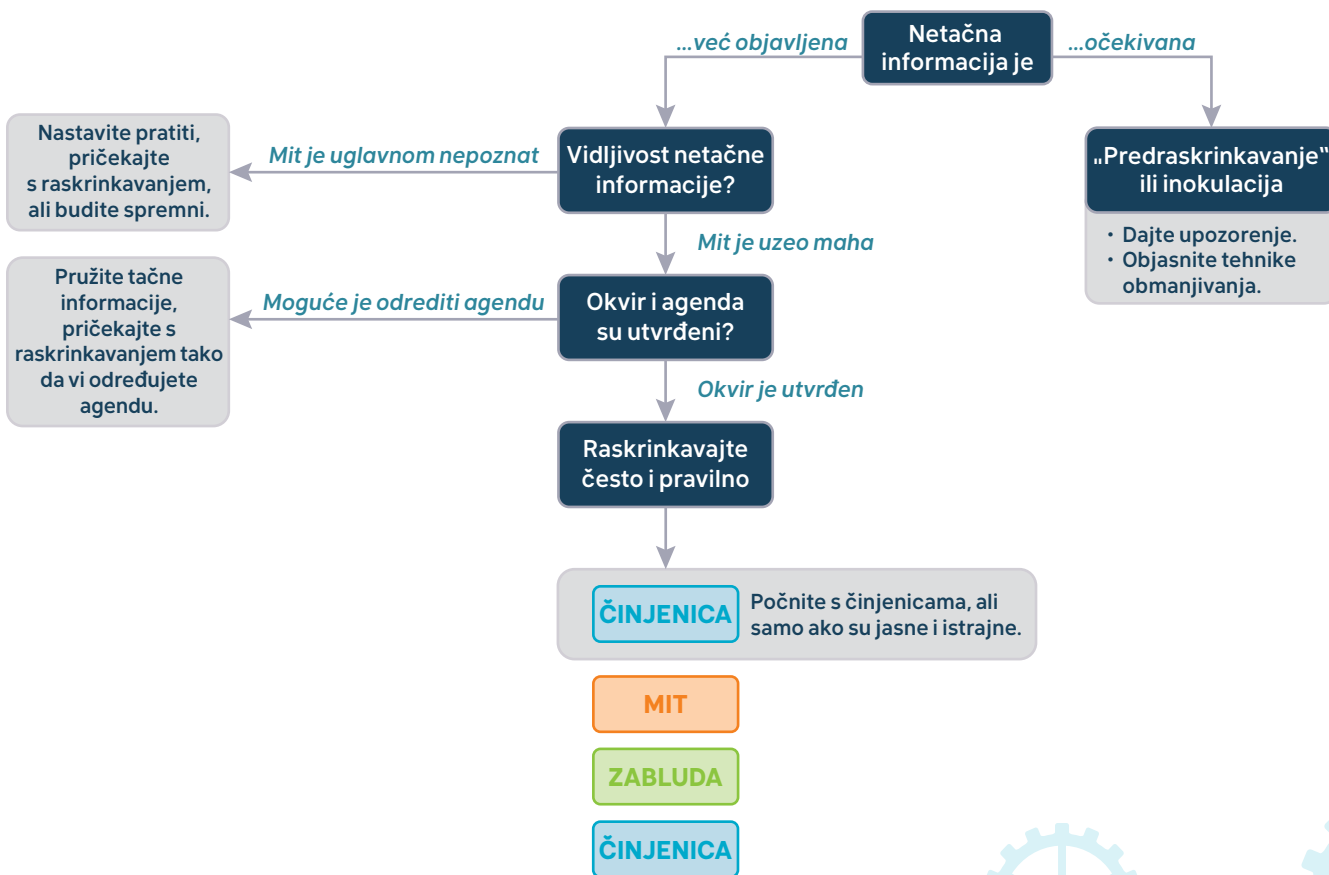 Netačna
informacija je
...već objavljena
...očekivana
Nastavite pratiti,
pričekajte
s raskrinkavanjem,
ali budite spremni.
Mit je uglavnom nepoznat
Vidljivost netačne
informacije?
„Predraskrinkavanje“
ili inokulacija
• Dajte upozorenje.
• Objasnite tehnike
obmanjivanja.
Mit je uzeo maha
Pružite tačne
informacije,
pričekajte s
raskrinkavanjem tako
da vi određujete
agendu.
Moguće je odrediti agendu
Okvir i agenda
su utvrđeni?
Okvir je utvrđen
Raskrinkavajte
često i pravilno
ČINJENICA
Počnite s činjenicama, ali
samo ako su jasne i istrajne.
MIT
ZABLUDA
ČINJENICA